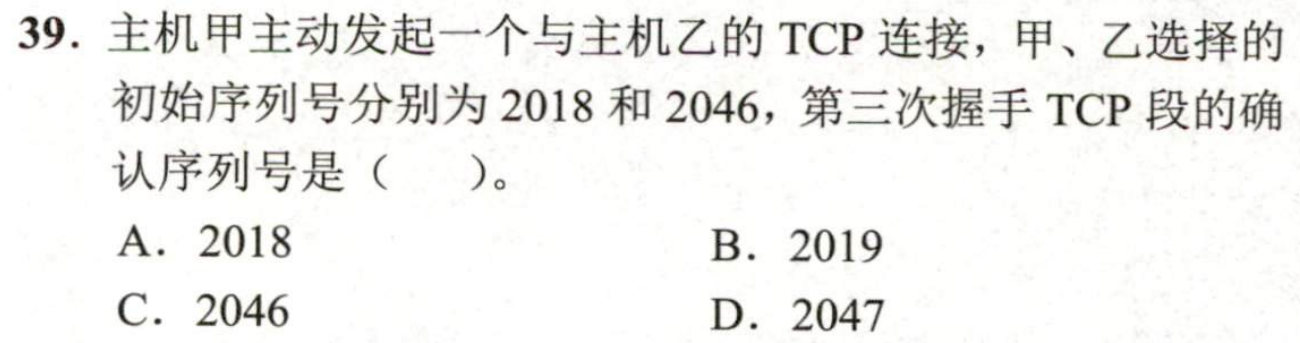 39. 主机甲主动发起一个与主机乙的 TCP 连接，甲、乙选择的
初始序列号分别为 2018 和 2046，第三次握手 TCP 段的确
认序列号是（　　）。
A．2018　　B．2019
C．2046　　D．2047